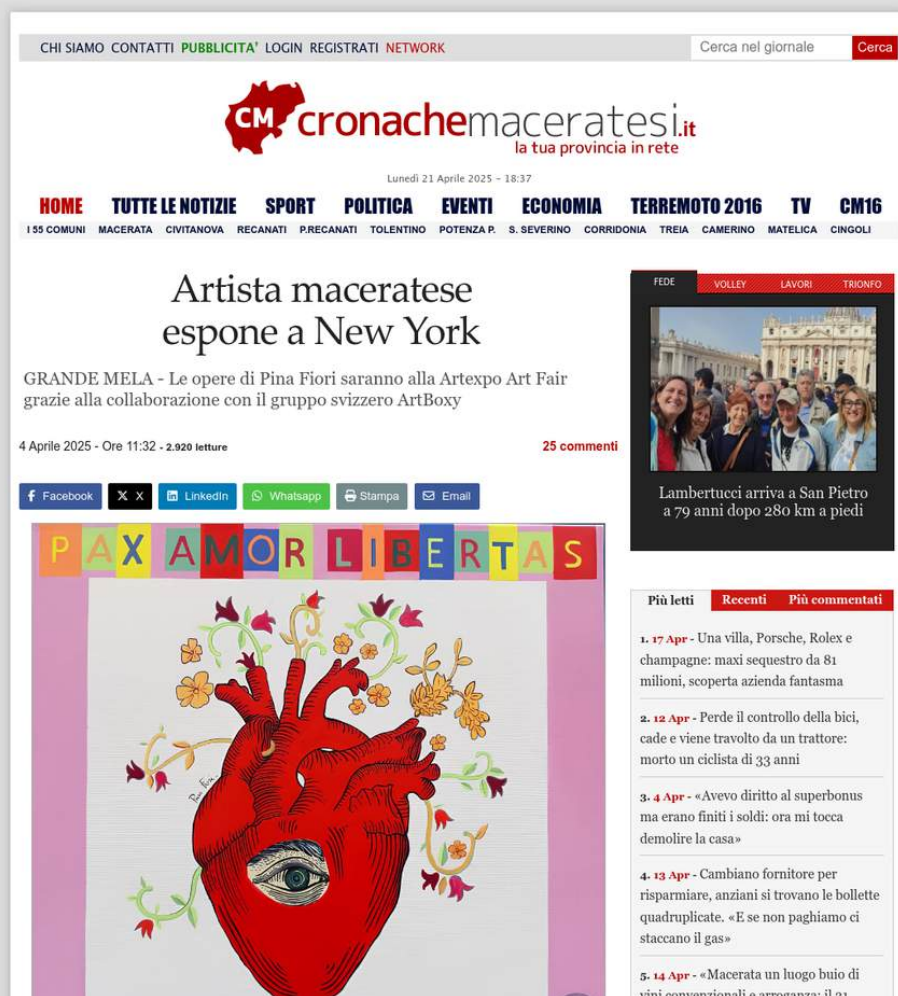 CHI SIAMO CONTATTI PUBBLICITA' LOGIN REGISTRATI NETWORK
Cerca nel giornale
Cerca
CM
cronachemaceratesi.it
la tua provincia in rete
Lunedì 21 Aprile 2025 - 18:37
HOME TUTTE LE NOTIZIE SPORT POLITICA EVENTI ECONOMIA TERREMOTO 2016 TV CM16
I 55 COMUNI MACERATA CIVITANOVA RECANATI P.RECANATI TOLENTINO POTENZA P. S. SEVERINO CORRIDONIA TREIA CAMERINO MATELICA CINGOLI
Artista maceratese
espone a New York
GRANDE MELA - Le opere di Pina Fiori saranno alla Artexpo Art Fair
grazie alla collaborazione con il gruppo svizzero ArtBoxy
4 Aprile 2025 - Ore 11:32 - 2.920 letture
25 commenti
Facebook
X
LinkedIn
Whatsapp
Stampa
Email
PAX AMOR LIBERTAS
Pina Fiori
FEDE VOLLEY LAVORI TRIONFO
Lambertucci arriva a San Pietro
a 79 anni dopo 280 km a piedi
Più letti Recenti Più commentati
1. 17 Apr - Una villa, Porsche, Rolex e
champagne: maxi sequestro da 81
milioni, scoperta azienda fantasma
2. 12 Apr - Perde il controllo della bici,
cade e viene travolto da un trattore:
morto un ciclista di 33 anni
3. 4 Apr - «Avevo diritto al superbonus
ma erano finiti i soldi: ora mi tocca
demolire la casa»
4. 13 Apr - Cambiano fornitore per
risparmiare, anziani si trovano le bollette
quadruplicate. «E se non paghiamo ci
staccano il gas»
5. 14 Apr - «Macerata un luogo buio di
vini convenzionali e arroganza: il 31